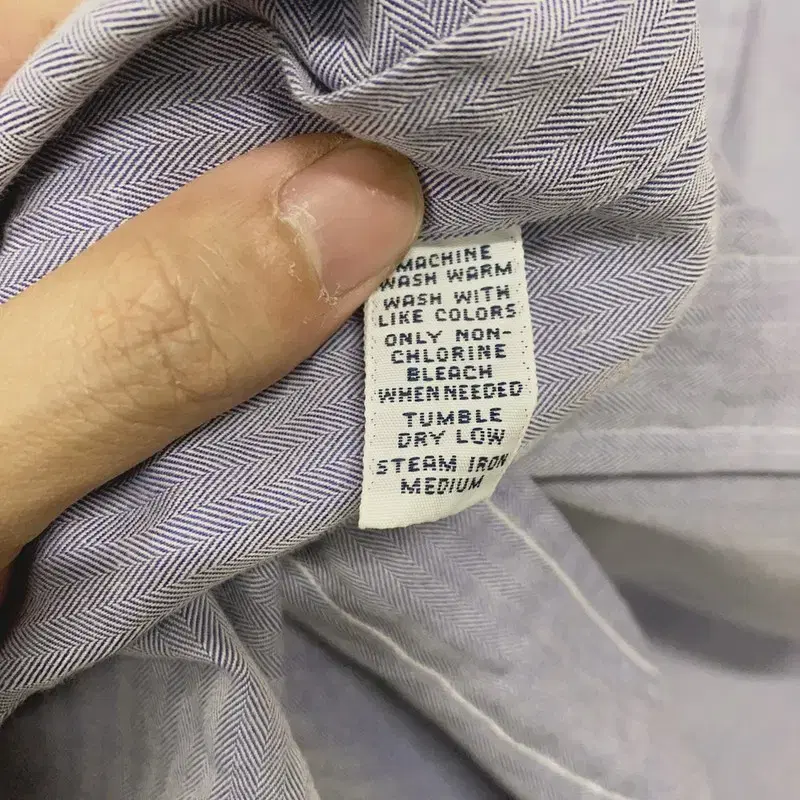 MACHINE
WASH WARM
WASH WITH
LIKE COLORS
ONLY NON-
CHLORINE
BLEACH
WHEN NEEDED
TUMBLE
DRY LOW
STEAM IRON
MEDIUM